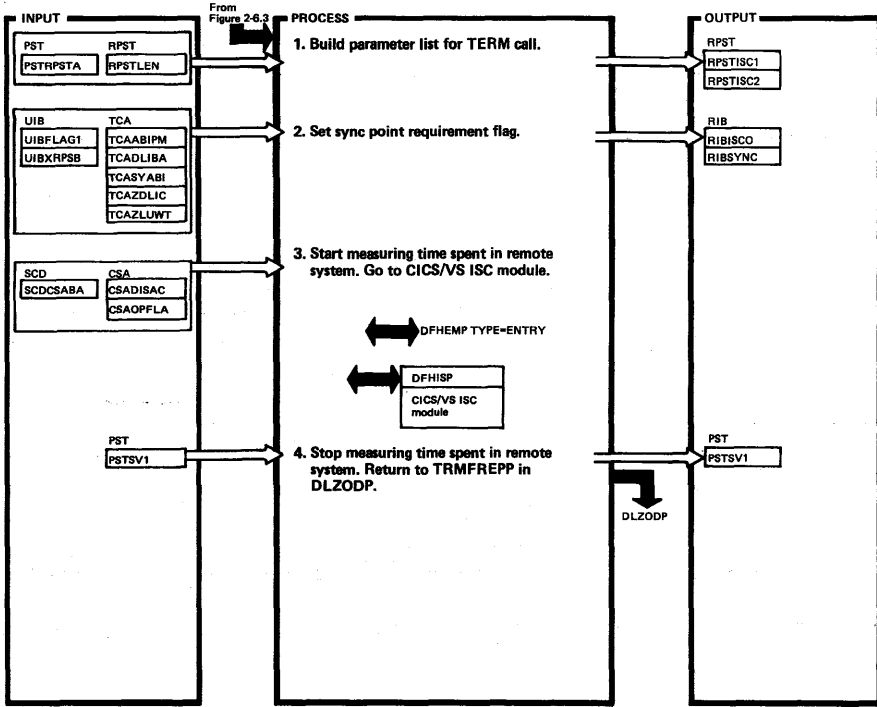 From
Figure 2-6.3
INPUT
PROCESS
OUTPUT
PST
RPST
PSTRPSTA
RPSTLEN
1. Build parameter list for TERM call.
RPST
RPSTISC1
RPSTISC2
UIB
TCA
UIBFLAG1
UIBXRPSB
TCAABIPM
TCADLIBA
TCASYABI
TCAZDLIC
TCAZLUWT
2. Set sync point requirement flag.
RIB
RIBISCO
RIBSYNC
3. Start measuring time spent in remote
system. Go to CICS/VS ISC module.
SCD
CSA
SCDCSABA
CSADISAC
CSAOPFLA
DFHEMP TYPE=ENTRY
DFHISP
CICS/VS ISC
module
PST
PSTSV1
4. Stop measuring time spent in remote
system. Return to TRMFREPP in
DLZODP.
PST
PSTSV1
DLZODP